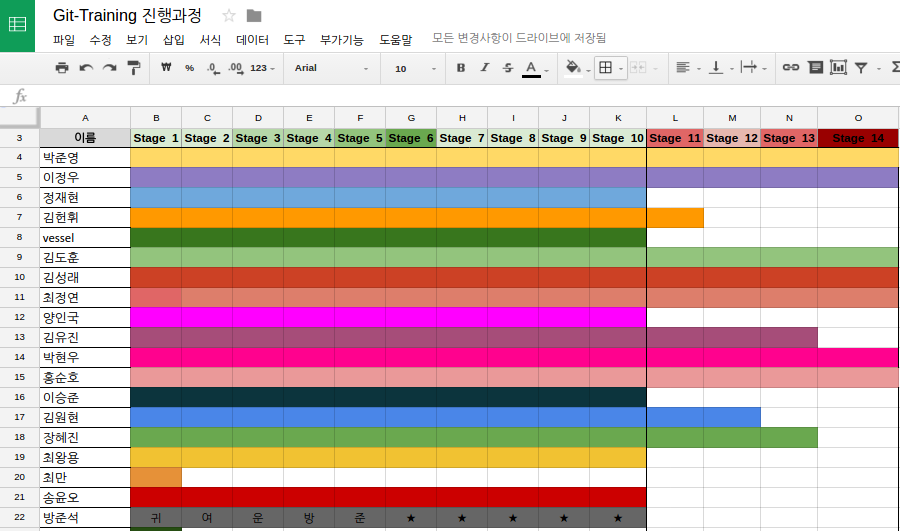 Git-Training 진행과정
파일 수정 보기 삽입 서식 데이터 도구 부가기능 도움말 모든 변경사항이 드라이브에 저장됨
₩ % .0 .00 123 Arial 10 B I S A Σ
fx
A B C D E F G H I J K L M N O
3 이름 Stage 1 Stage 2 Stage 3 Stage 4 Stage 5 Stage 6 Stage 7 Stage 8 Stage 9 Stage 10 Stage 11 Stage 12 Stage 13 Stage 14
4 박준영
5 이정우
6 정재현
7 김헌휘
8 vessel
9 김도훈
10 김성래
11 최정연
12 양인국
13 김유진
14 박현우
15 홍순호
16 이승준
17 김원현
18 장혜진
19 최왕용
20 최만
21 송윤오
22 방준석 귀 여 운 방 준 ★ ★ ★ ★ ★